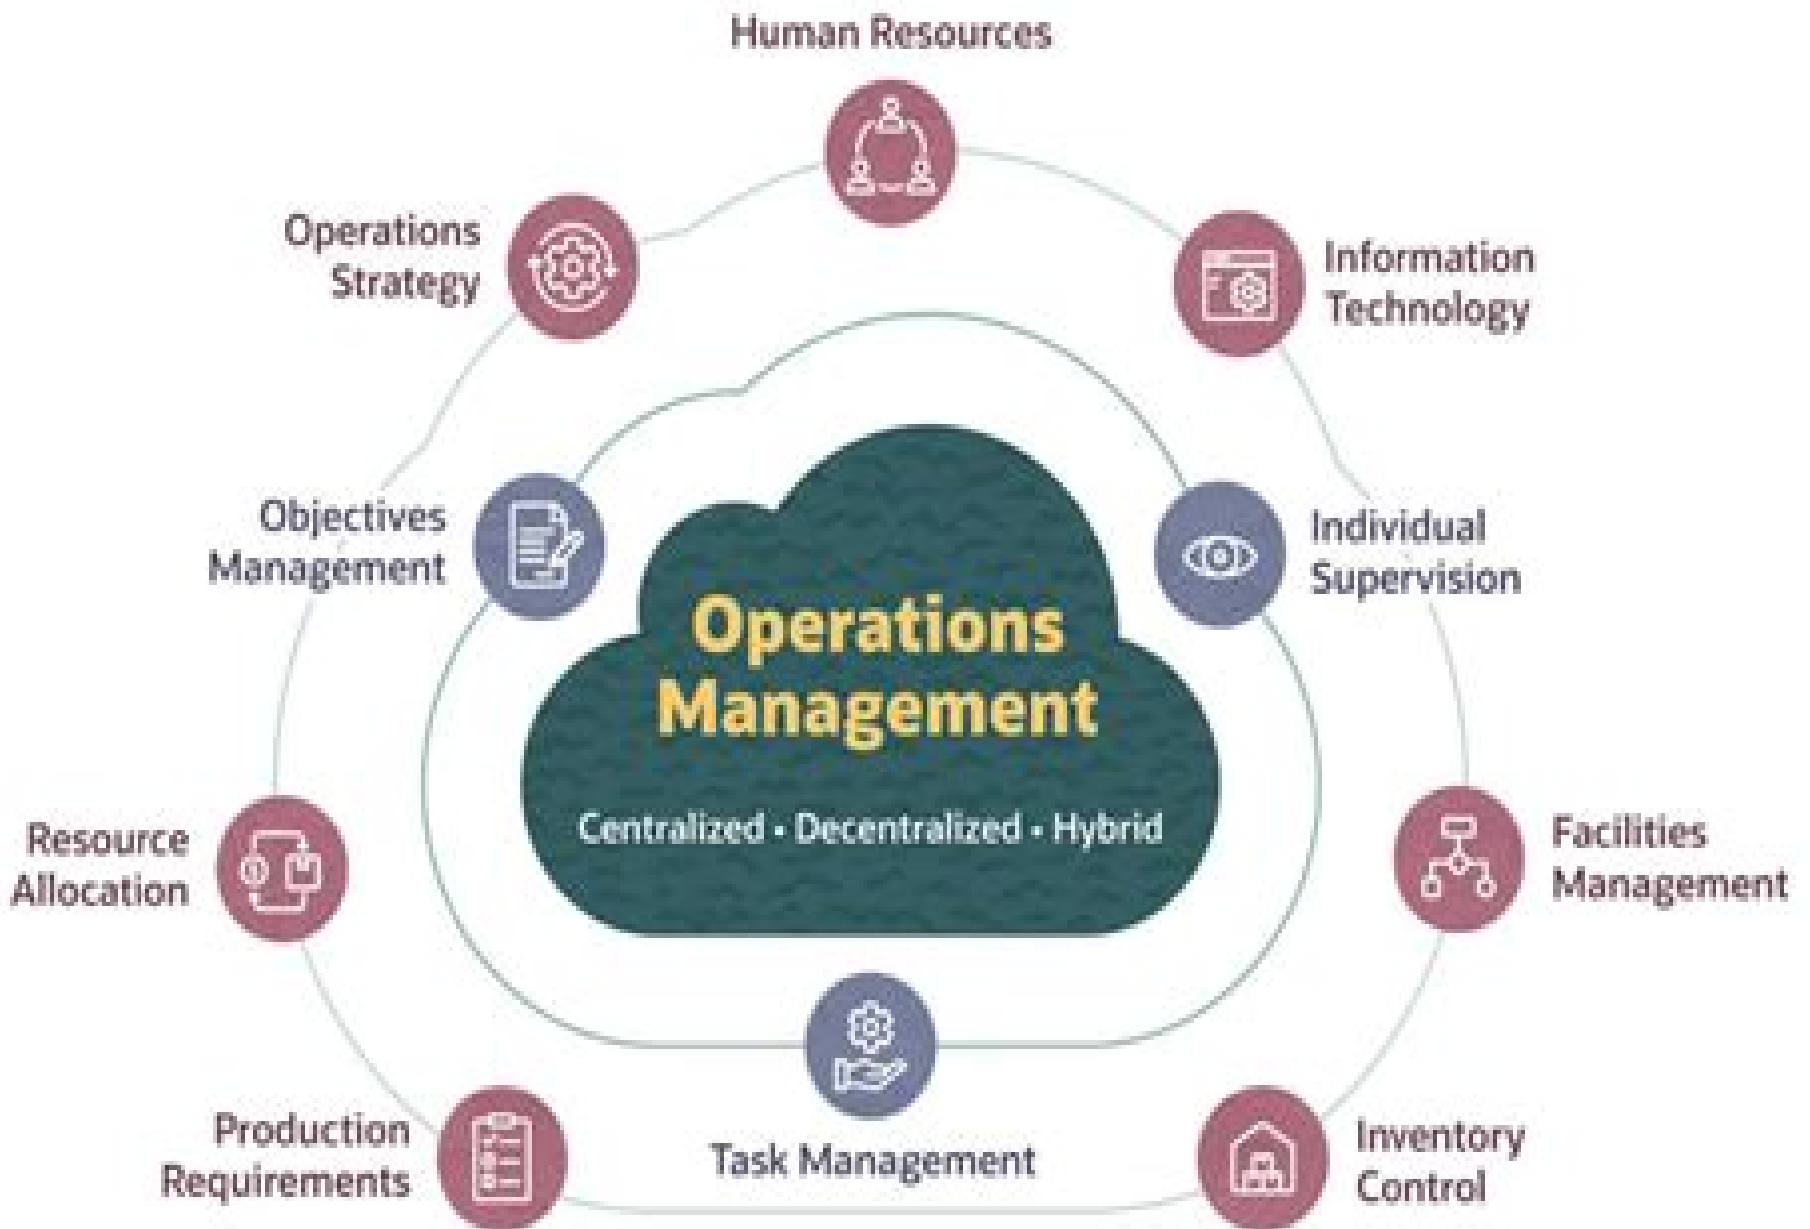 Human Resources
Operations
Strategy
Information
Technology
Objectives
Management
Individual
Supervision
Operations
Management
Centralized • Decentralized • Hybrid
Resource
Allocation
Facilities
Management
Production
Requirements
Task Management
Inventory
Control